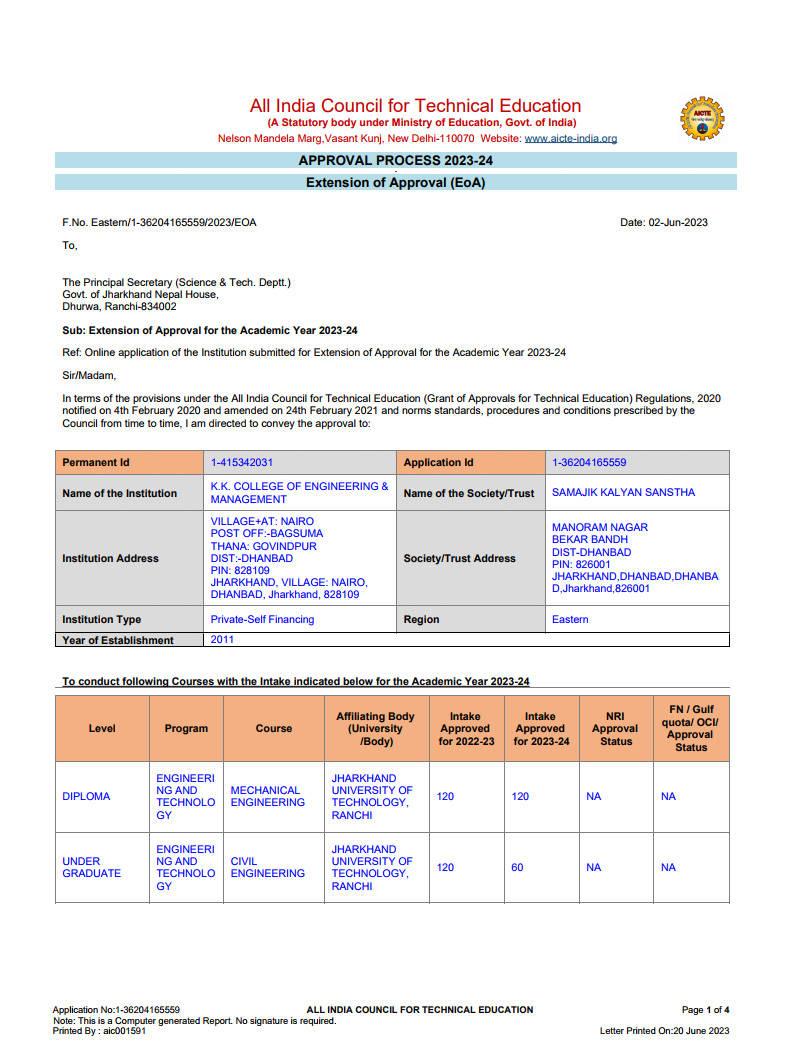 All India Council for Technical Education
(A Statutory body under Ministry of Education, Govt. of India)
Nelson Mandela Marg,Vasant Kunj, New Delhi-110070 Website: www.aicte-india.org
AICTE
APPROVAL PROCESS 2023-24
Extension of Approval (EoA)
F.No. Eastern/1-36204165559/2023/EOA
Date: 02-Jun-2023
To,
The Principal Secretary (Science & Tech. Deptt.)
Govt. of Jharkhand Nepal House,
Dhurwa, Ranchi-834002
Sub: Extension of Approval for the Academic Year 2023-24
Ref: Online application of the Institution submitted for Extension of Approval for the Academic Year 2023-24
Sir/Madam,
In terms of the provisions under the All India Council for Technical Education (Grant of Approvals for Technical Education) Regulations, 2020
notified on 4th February 2020 and amended on 24th February 2021 and norms standards, procedures and conditions prescribed by the
Council from time to time, I am directed to convey the approval to:
Permanent Id
1-415342031
Application Id
1-36204165559
Name of the Institution
K.K. COLLEGE OF ENGINEERING &
MANAGEMENT
Name of the Society/Trust
SAMAJIK KALYAN SANSTHA
Institution Address
VILLAGE+AT: NAIRO
POST OFF:-BAGSUMA
THANA: GOVINDPUR
DIST:-DHANBAD
PIN: 828109
JHARKHAND, VILLAGE: NAIRO,
DHANBAD, Jharkhand, 828109
Society/Trust Address
MANORAM NAGAR
BEKAR BANDH
DIST-DHANBAD
PIN: 826001
JHARKHAND,DHANBAD,DHANBA
D,Jharkhand,826001
Institution Type
Private-Self Financing
Region
Eastern
Year of Establishment
2011
To conduct following Courses with the Intake indicated below for the Academic Year 2023-24
Level
Program
Course
Affiliating Body
(University
/Body)
Intake
Approved
for 2022-23
Intake
Approved
for 2023-24
NRI
Approval
Status
FN / Gulf
quota/ OCI/
Approval
Status
DIPLOMA
ENGINEERI
NG AND
TECHNOLO
GY
MECHANICAL
ENGINEERING
JHARKHAND
UNIVERSITY OF
TECHNOLOGY,
RANCHI
120
120
NA
NA
UNDER
GRADUATE
ENGINEERI
NG AND
TECHNOLO
GY
CIVIL
ENGINEERING
JHARKHAND
UNIVERSITY OF
TECHNOLOGY,
RANCHI
120
60
NA
NA
Application No:1-36204165559
ALL INDIA COUNCIL FOR TECHNICAL EDUCATION
Page 1 of 4
Note: This is a Computer generated Report. No signature is required.
Printed By : aic001591
Letter Printed On:20 June 2023